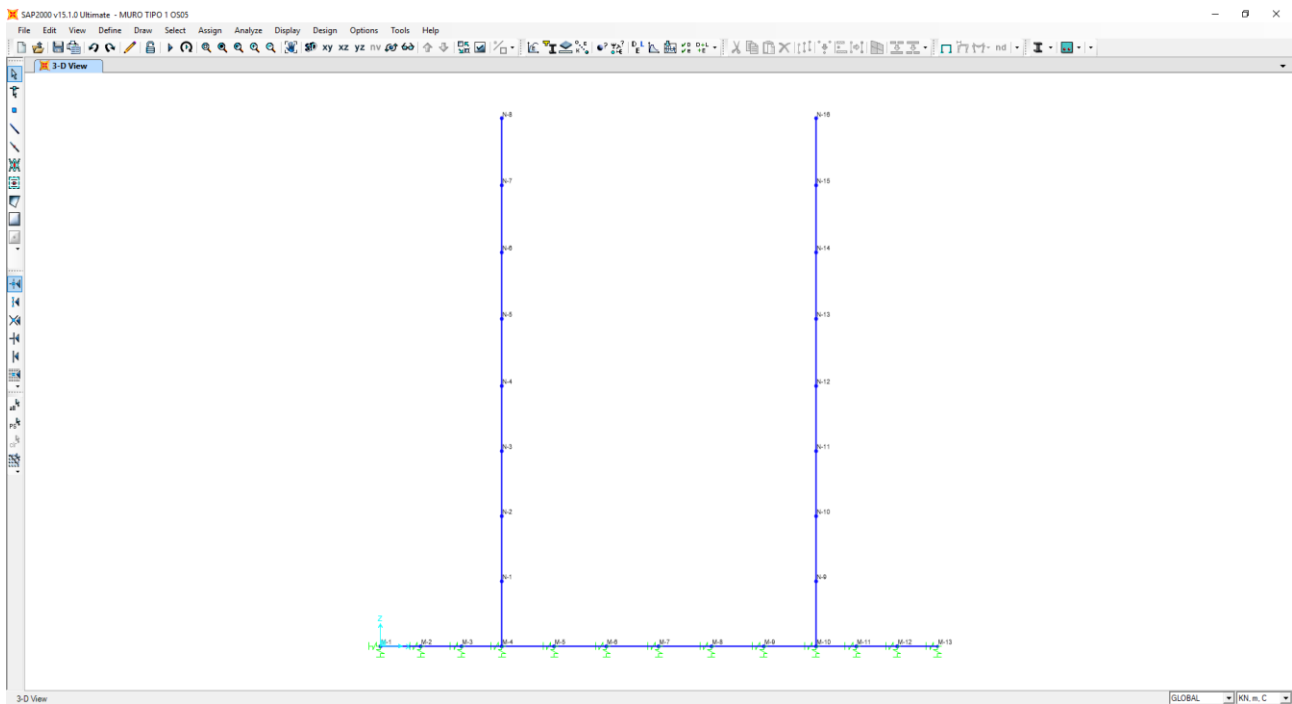 SAP2000 v15.1.0 Ultimate - MURO TIPO 1 OS05
File Edit View Define Draw Select Assign Analyze Display Design Options Tools Help
xy xz yz nv nd
3-D View
N-8 N-16
N-7 N-15
N-6 N-14
N-5 N-13
N-4 N-12
N-3 N-11
N-2 N-10
N-1 N-9
Z
M-1 M-2 M-3 M-4 M-5 M-6 M-7 M-8 M-9 M-10 M-11 M-12 M-13
3-D View GLOBAL KN, m, C